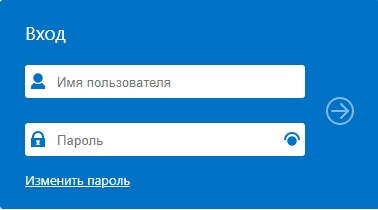 Вход
Имя пользователя
Пароль
Изменить пароль